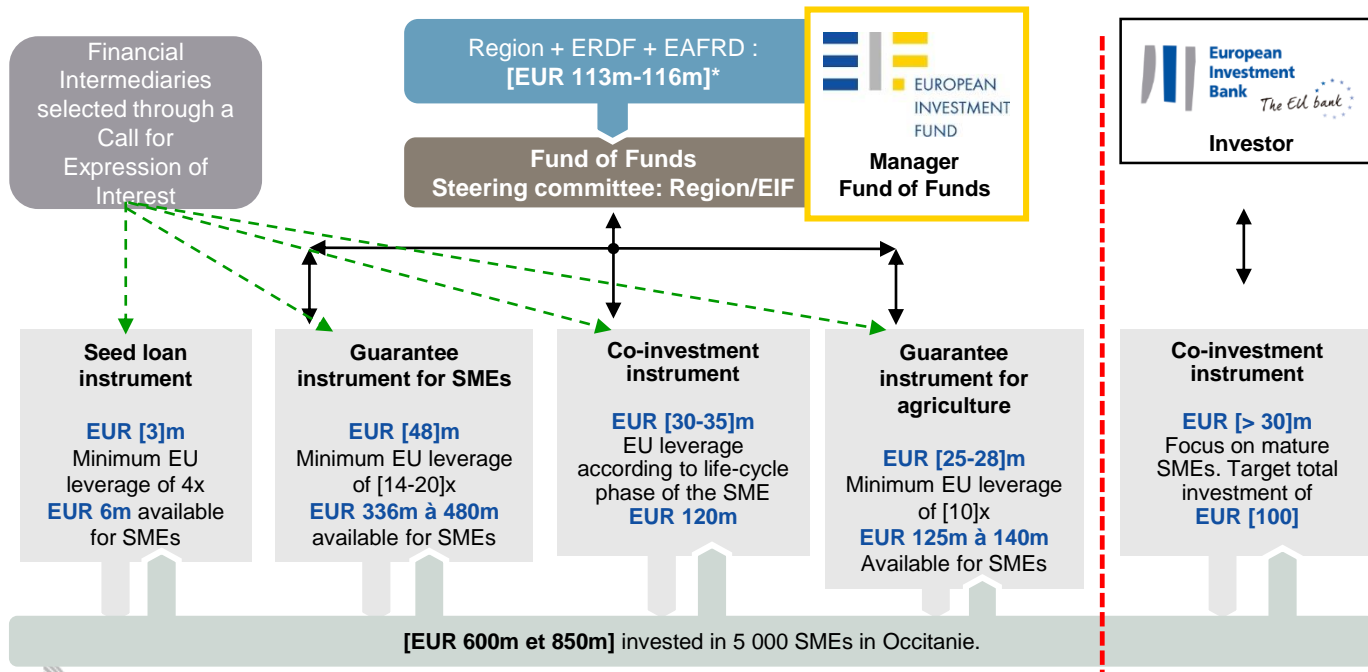 Financial
Intermediaries
selected through a
Call for
Expression of
Interest
Region + ERDF + EAFRD :
[EUR 113m-116m]*
Fund of Funds
Steering committee: Region/EIF
EUROPEAN
INVESTMENT
FUND
Manager
Fund of Funds
European
Investment
Bank
The EU bank
Investor
Seed loan
instrument
EUR [3]m
Minimum EU
leverage of 4x
EUR 6m available
for SMEs
Guarantee
instrument for SMEs
EUR [48]m
Minimum EU leverage
of [14-20]x
EUR 336m à 480m
available for SMEs
Co-investment
instrument
EUR [30-35]m
EU leverage
according to life-cycle
phase of the SME
EUR 120m
Guarantee
instrument for
agriculture
EUR [25-28]m
Minimum EU leverage
of [10]x
EUR 125m à 140m
Available for SMEs
Co-investment
instrument
EUR [> 30]m
Focus on mature
SMEs. Target total
investment of
EUR [100]
[EUR 600m et 850m] invested in 5 000 SMEs in Occitanie.